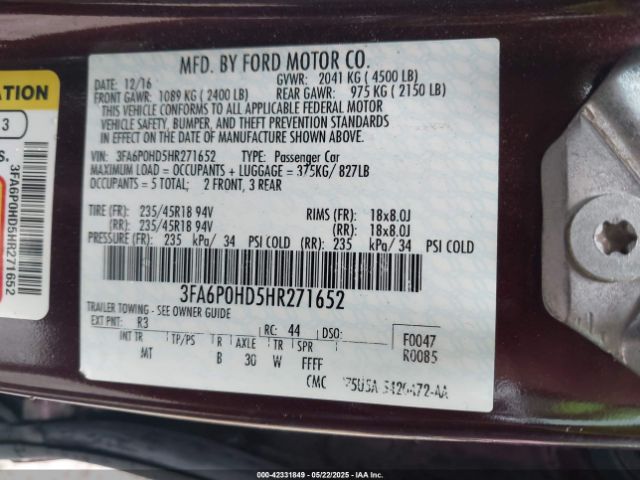 MFD. BY FORD MOTOR CO.
DATE: 12/16 GVWR: 2041 KG ( 4500 LB)
FRONT GAWR: 1089 KG ( 2400 LB) REAR GAWR: 975 KG ( 2150 LB)
THIS VEHICLE CONFORMS TO ALL APPLICABLE FEDERAL MOTOR
VEHICLE SAFETY, BUMPER, AND THEFT PREVENTION STANDARDS
IN EFFECT ON THE DATE OF MANUFACTURE SHOWN ABOVE.
VIN: 3FA6P0HD5HR271652 TYPE: Passenger Car
MAXIMUM LOAD = OCCUPANTS + LUGGAGE = 375KG/ 827LB
OCCUPANTS = 5 TOTAL; 2 FRONT, 3 REAR
TIRE (FR): 235/45R18 94V RIMS (FR): 18x8.0J
(RR): 235/45R18 94V (RR): 18x8.0J
PRESSURE (FR): 235 kPa/ 34 PSI COLD (RR): 235 kPa/ 34 PSI COLD
3FA6P0HD5HR271652
TRAILER TOWING - SEE OWNER GUIDE
EXT PNT: R3 RC: 44 DSO: F0047
INT TR TP/PS R AXLE TR SPR R0085
MT B 30 W FFFF
CMC
ATION
3
S.
3FA6P0HD5HR271652
000-42331849 - 05/22/2025 - IAAI.com